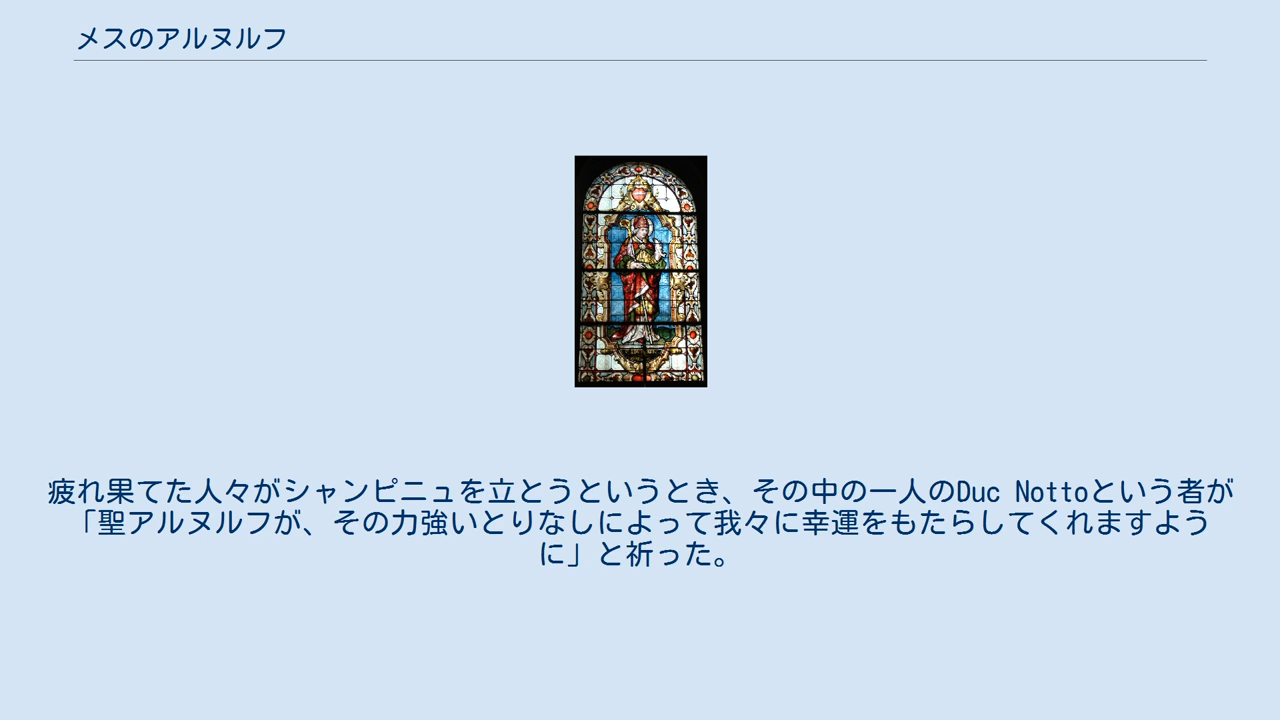 メスのアルヌルフ
疲れ果てた人々がシャンピニュを立とうというとき、その中の一人のDuc Nottoという者が
「聖アルヌルフが、その力強いとりなしによって我々に幸運をもたらしてくれますよう
に」と祈った。